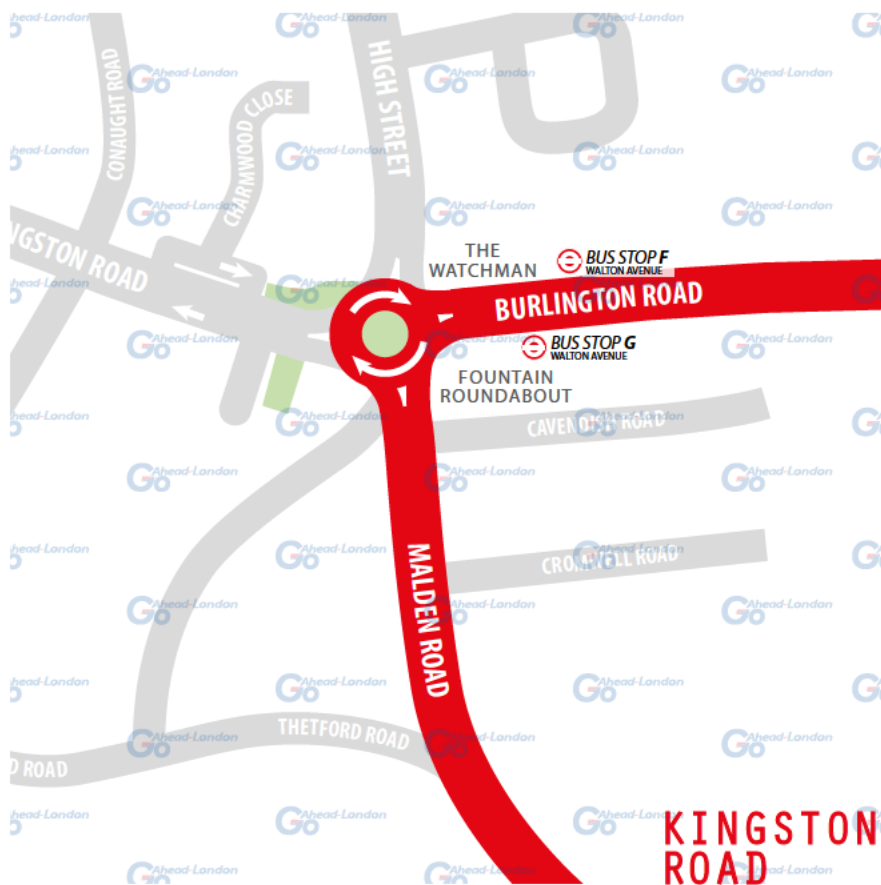 CONAUGHT ROAD
CHARMWOOD CLOSE
HIGH STREET
NGSTON ROAD
THE
WATCHMAN
BUS STOP F
WALTON AVENUE
BURLINGTON ROAD
BUS STOP G
WALTON AVENUE
FOUNTAIN
ROUNDABOUT
CAVENDISH ROAD
CROMWELL ROAD
MALDEN ROAD
THETFORD ROAD
D ROAD
KINGSTON
ROAD
Go Ahead-London